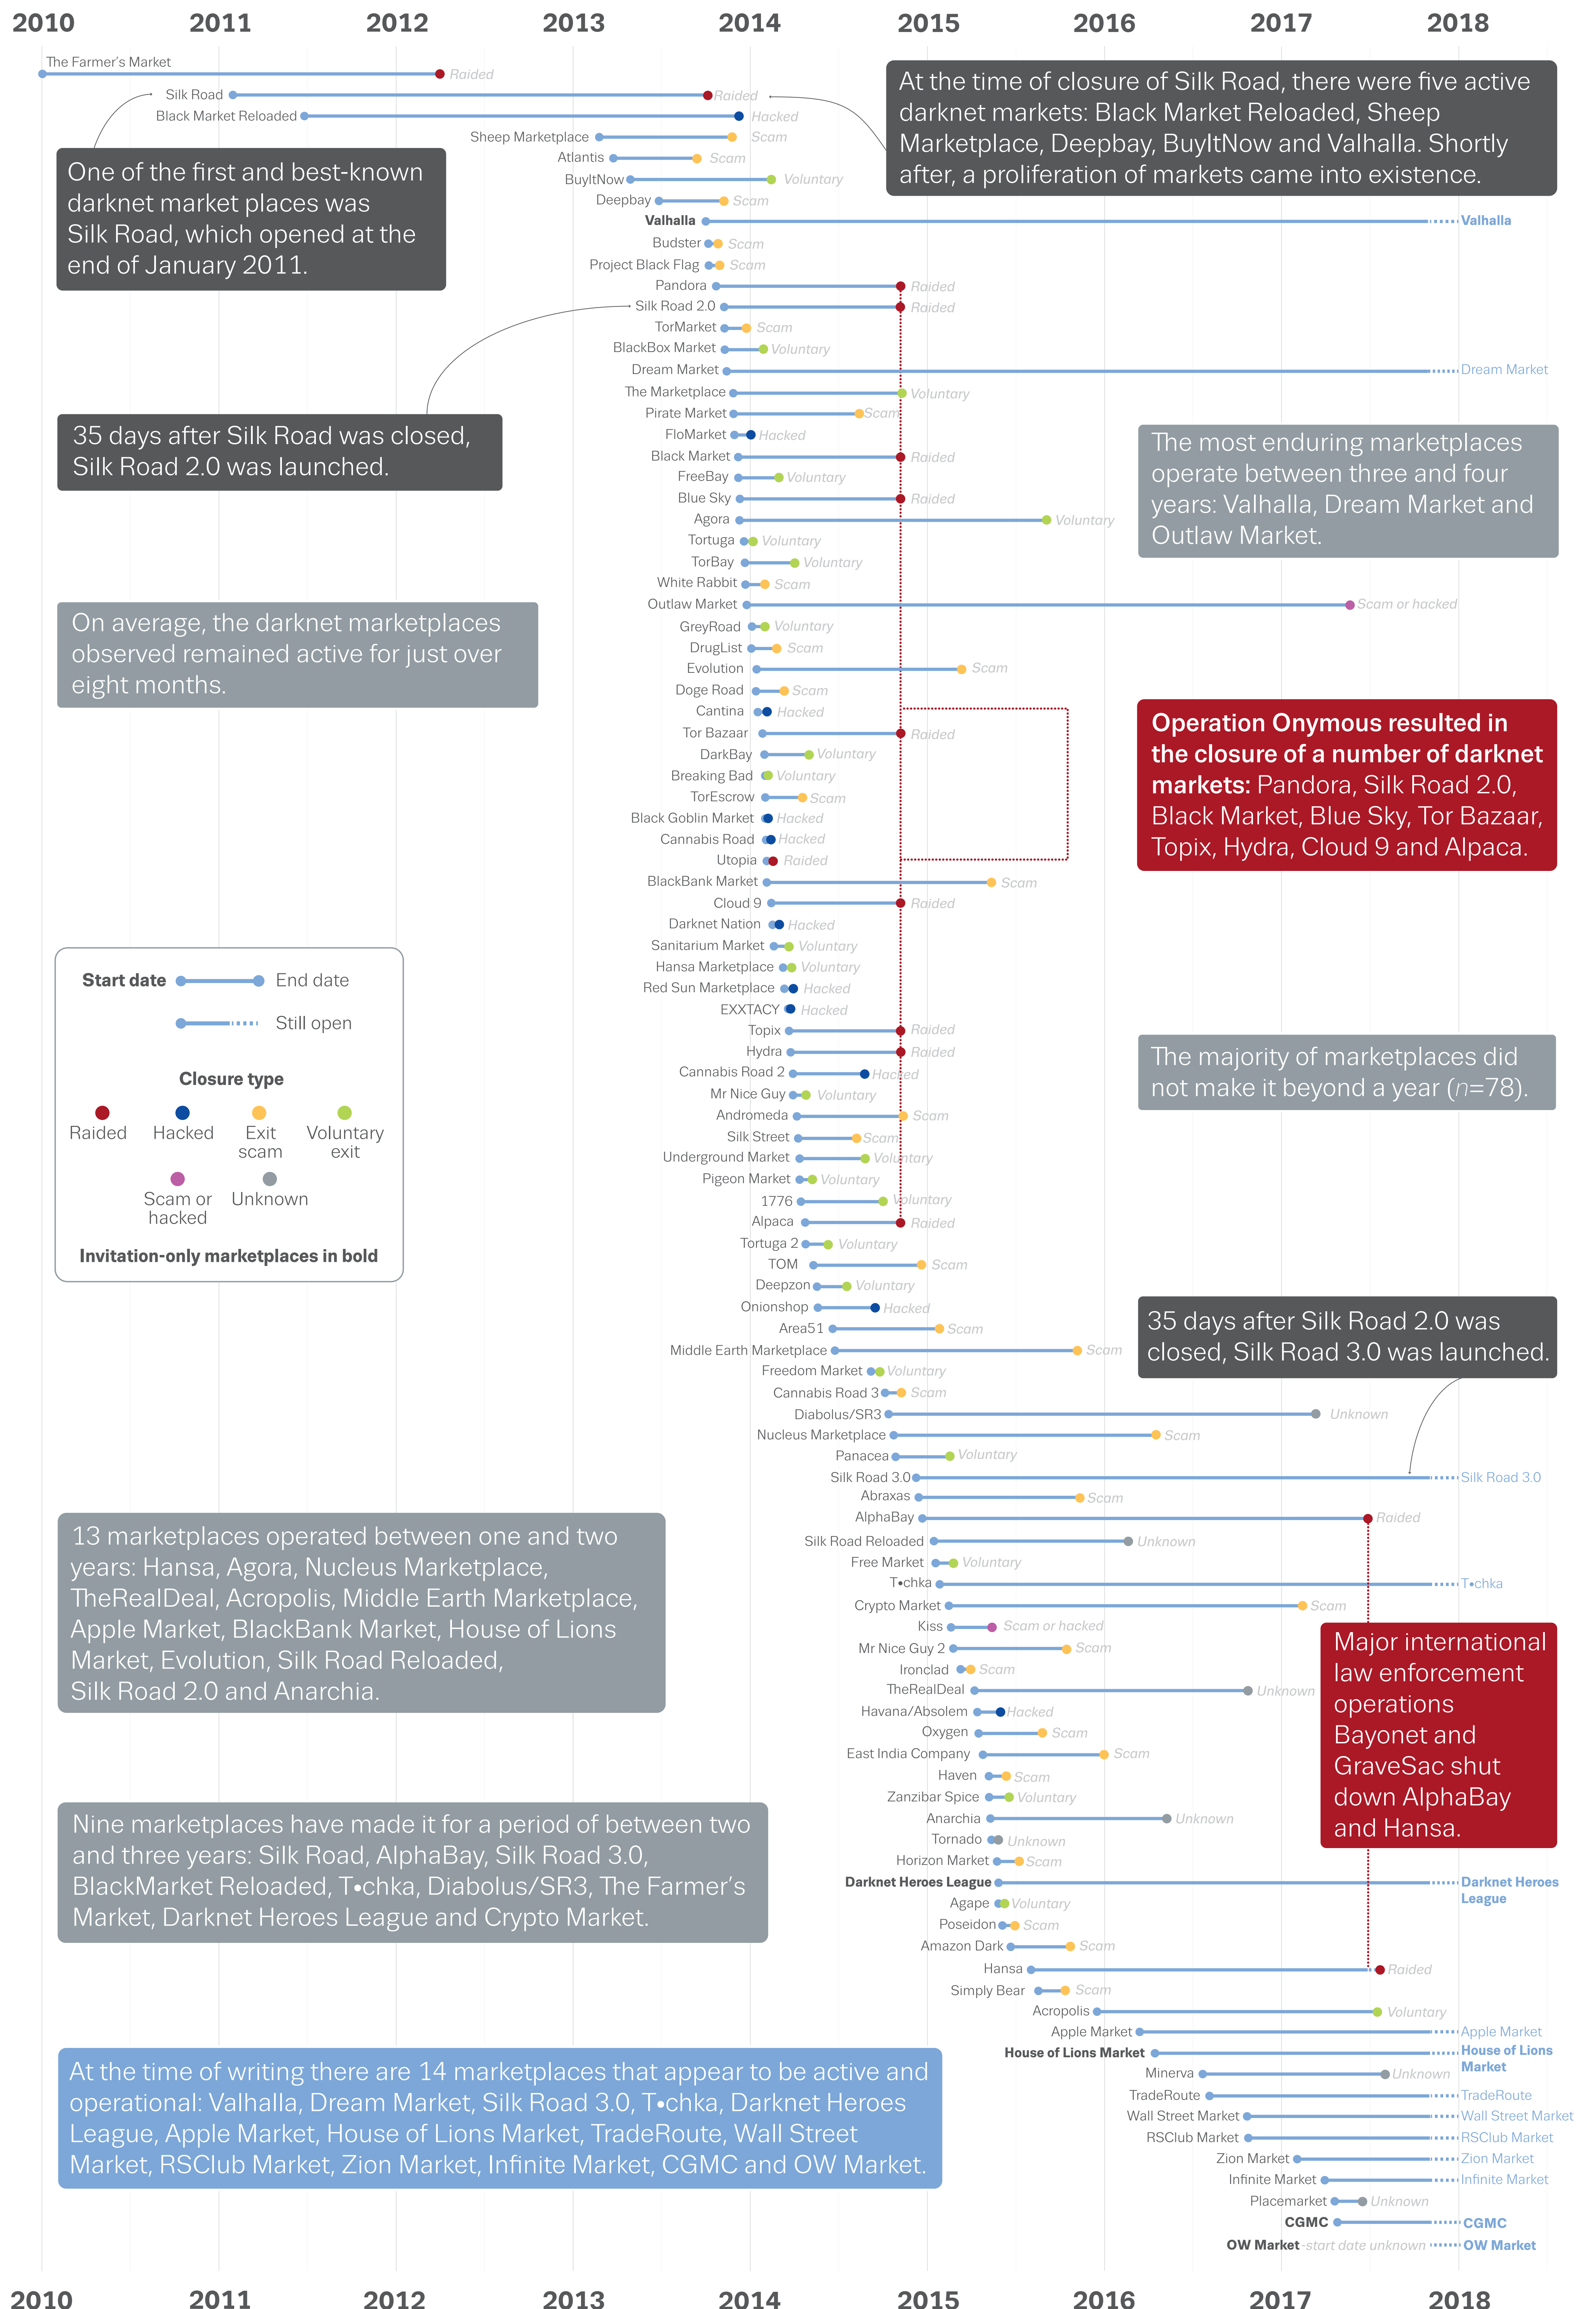 2010 2011 2012 2013 2014 2015 2016 2017 2018
The Farmer's Market Raided
Silk Road Raided
Black Market Reloaded Hacked
Sheep Marketplace Scam
Atlantis Scam
BuyItNow Voluntary
Deepbay Scam
Valhalla Valhalla
At the time of closure of Silk Road, there were five active
darknet markets: Black Market Reloaded, Sheep
Marketplace, Deepbay, BuyItNow and Valhalla. Shortly
after, a proliferation of markets came into existence.
One of the first and best-known
darknet market places was
Silk Road, which opened at the
end of January 2011.
Budster Scam
Project Black Flag Scam
Pandora Raided
Silk Road 2.0 Raided
TorMarket Scam
BlackBox Market Voluntary
Dream Market Dream Market
The Marketplace Voluntary
Pirate Market Scam
FloMarket Hacked
Black Market Raided
FreeBay Voluntary
Blue Sky Raided
Agora Voluntary
35 days after Silk Road was closed,
Silk Road 2.0 was launched.
The most enduring marketplaces
operate between three and four
years: Valhalla, Dream Market and
Outlaw Market.
Tortuga Voluntary
TorBay Voluntary
White Rabbit Scam
Outlaw Market Scam or hacked
GreyRoad Voluntary
DrugList Scam
Evolution Scam
Doge Road Scam
On average, the darknet marketplaces
observed remained active for just over
eight months.
Cantina Hacked
Tor Bazaar Raided
DarkBay Voluntary
Breaking Bad Voluntary
TorEscrow Scam
Black Goblin Market Hacked
Cannabis Road Hacked
Utopia Raided
Operation Onymous resulted in
the closure of a number of darknet
markets: Pandora, Silk Road 2.0,
Black Market, Blue Sky, Tor Bazaar,
Topix, Hydra, Cloud 9 and Alpaca.
BlackBank Market Scam
Cloud 9 Raided
Darknet Nation Hacked
Sanitarium Market Voluntary
Hansa Marketplace Voluntary
Red Sun Marketplace Hacked
EXXTACY Hacked
Topix Raided
Hydra Raided
Cannabis Road 2 Hacked
Mr Nice Guy Voluntary
Andromeda Scam
Silk Street Scam
Underground Market Voluntary
Pigeon Market Voluntary
1776 Voluntary
Alpaca Raided
Tortuga 2 Voluntary
TOM Scam
Start date End date
Still open
Closure type
Raided Hacked Exit
scam Voluntary
exit
Scam or
hacked Unknown
Invitation-only marketplaces in bold
The majority of marketplaces did
not make it beyond a year (n=78).
Deepzon Voluntary
Onionshop Hacked
Area51 Scam
Middle Earth Marketplace Scam
Freedom Market Voluntary
Cannabis Road 3 Scam
Diabolus/SR3 Unknown
Nucleus Marketplace Scam
Panacea Voluntary
Silk Road 3.0 Silk Road 3.0
35 days after Silk Road 2.0 was
closed, Silk Road 3.0 was launched.
Abraxas Scam
AlphaBay Raided
Silk Road Reloaded Unknown
Free Market Voluntary
T•chka T•chka
Crypto Market Scam
Kiss Scam or hacked
Mr Nice Guy 2 Scam
Ironclad Scam
TheRealDeal Unknown
13 marketplaces operated between one and two
years: Hansa, Agora, Nucleus Marketplace,
TheRealDeal, Acropolis, Middle Earth Marketplace,
Apple Market, BlackBank Market, House of Lions
Market, Evolution, Silk Road Reloaded,
Silk Road 2.0 and Anarchia.
Major international
law enforcement
operations
Bayonet and
GraveSac shut
down AlphaBay
and Hansa.
Havana/Absolem Hacked
Oxygen Scam
East India Company Scam
Haven Scam
Zanzibar Spice Voluntary
Anarchia Unknown
Tornado Unknown
Horizon Market Scam
Darknet Heroes League Darknet Heroes
League
Agape Voluntary
Poseidon Scam
Amazon Dark Scam
Nine marketplaces have made it for a period of between two
and three years: Silk Road, AlphaBay, Silk Road 3.0,
BlackMarket Reloaded, T•chka, Diabolus/SR3, The Farmer's
Market, Darknet Heroes League and Crypto Market.
Hansa Raided
Simply Bear Scam
Acropolis Voluntary
Apple Market Apple Market
House of Lions Market House of Lions
Market
Minerva Unknown
TradeRoute TradeRoute
Wall Street Market Wall Street Market
RSClub Market RSClub Market
Zion Market Zion Market
Infinite Market Infinite Market
Placemarket Unknown
CGMC CGMC
OW Market -start date unknown OW Market
At the time of writing there are 14 marketplaces that appear to be active and
operational: Valhalla, Dream Market, Silk Road 3.0, T•chka, Darknet Heroes
League, Apple Market, House of Lions Market, TradeRoute, Wall Street
Market, RSClub Market, Zion Market, Infinite Market, CGMC and OW Market.
2010 2011 2012 2013 2014 2015 2016 2017 2018